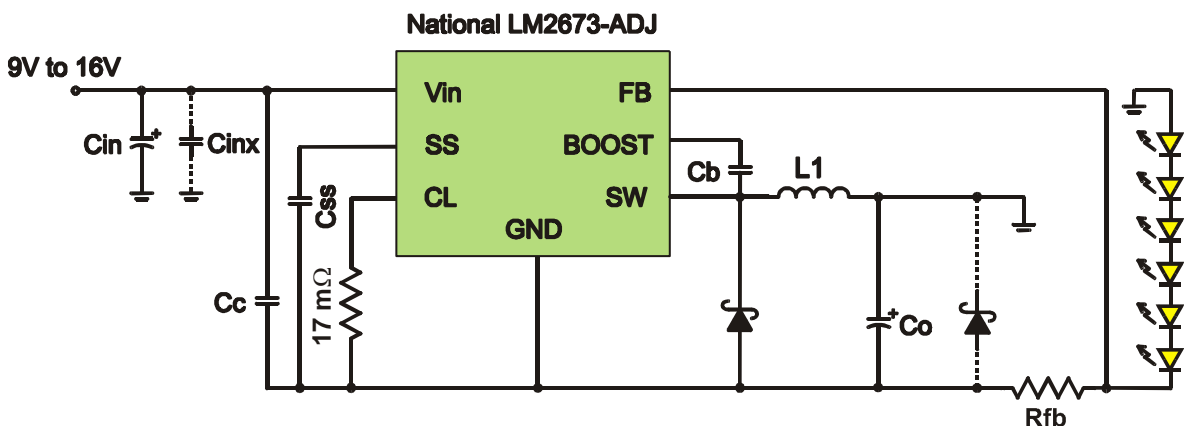 National LM2673-ADJ
9V to 16V
Vin
FB
Cin
Cinx
SS
BOOST
Cb
L1
Css
CL
SW
GND
Cc
17 mΩ
Co
Rfb